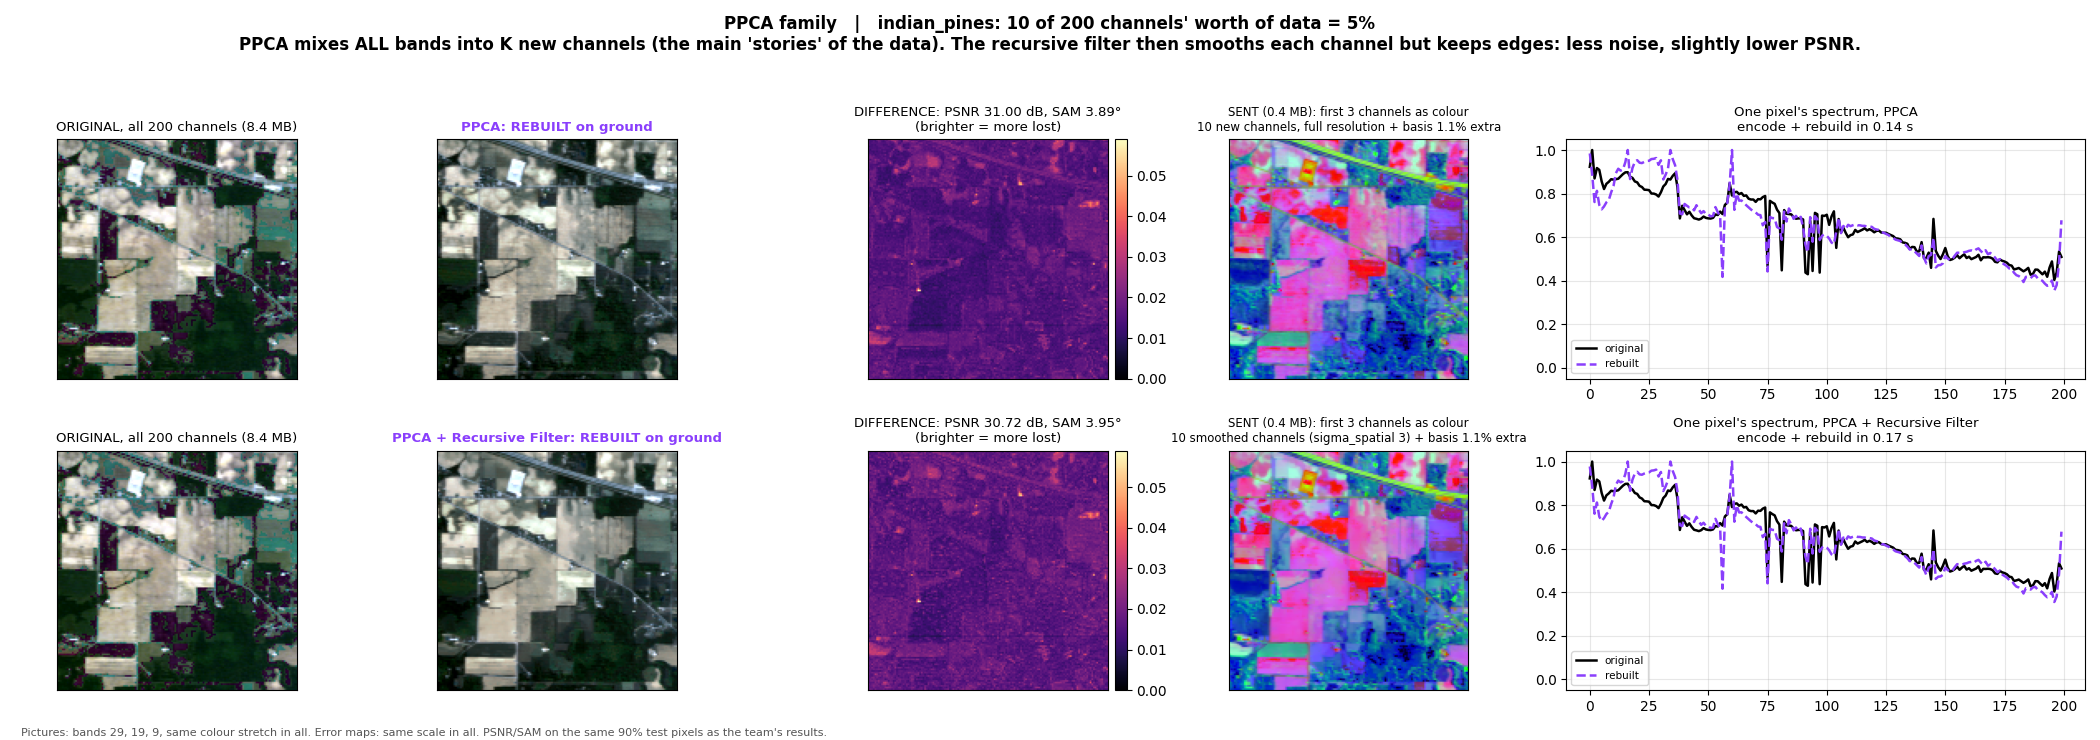 PPCA family | indian_pines: 10 of 200 channels' worth of data = 5%
PPCA mixes ALL bands into K new channels (the main 'stories' of the data). The recursive filter then smooths each channel but keeps edges: less noise, slightly lower PSNR.
ORIGINAL, all 200 channels (8.4 MB)
PPCA: REBUILT on ground
DIFFERENCE: PSNR 31.00 dB, SAM 3.89°
(brighter = more lost)
0.05
0.04
0.03
0.02
0.01
0.00
SENT (0.4 MB): first 3 channels as colour
10 new channels, full resolution + basis 1.1% extra
One pixel's spectrum, PPCA
encode + rebuild in 0.14 s
1.0
0.8
0.6
0.4
0.2
0.0
original
rebuilt
0 25 50 75 100 125 150 175 200
ORIGINAL, all 200 channels (8.4 MB)
PPCA + Recursive Filter: REBUILT on ground
DIFFERENCE: PSNR 30.72 dB, SAM 3.95°
(brighter = more lost)
0.05
0.04
0.03
0.02
0.01
0.00
SENT (0.4 MB): first 3 channels as colour
10 smoothed channels (sigma_spatial 3) + basis 1.1% extra
One pixel's spectrum, PPCA + Recursive Filter
encode + rebuild in 0.17 s
1.0
0.8
0.6
0.4
0.2
0.0
original
rebuilt
0 25 50 75 100 125 150 175 200
Pictures: bands 29, 19, 9, same colour stretch in all. Error maps: same scale in all. PSNR/SAM on the same 90% test pixels as the team's results.